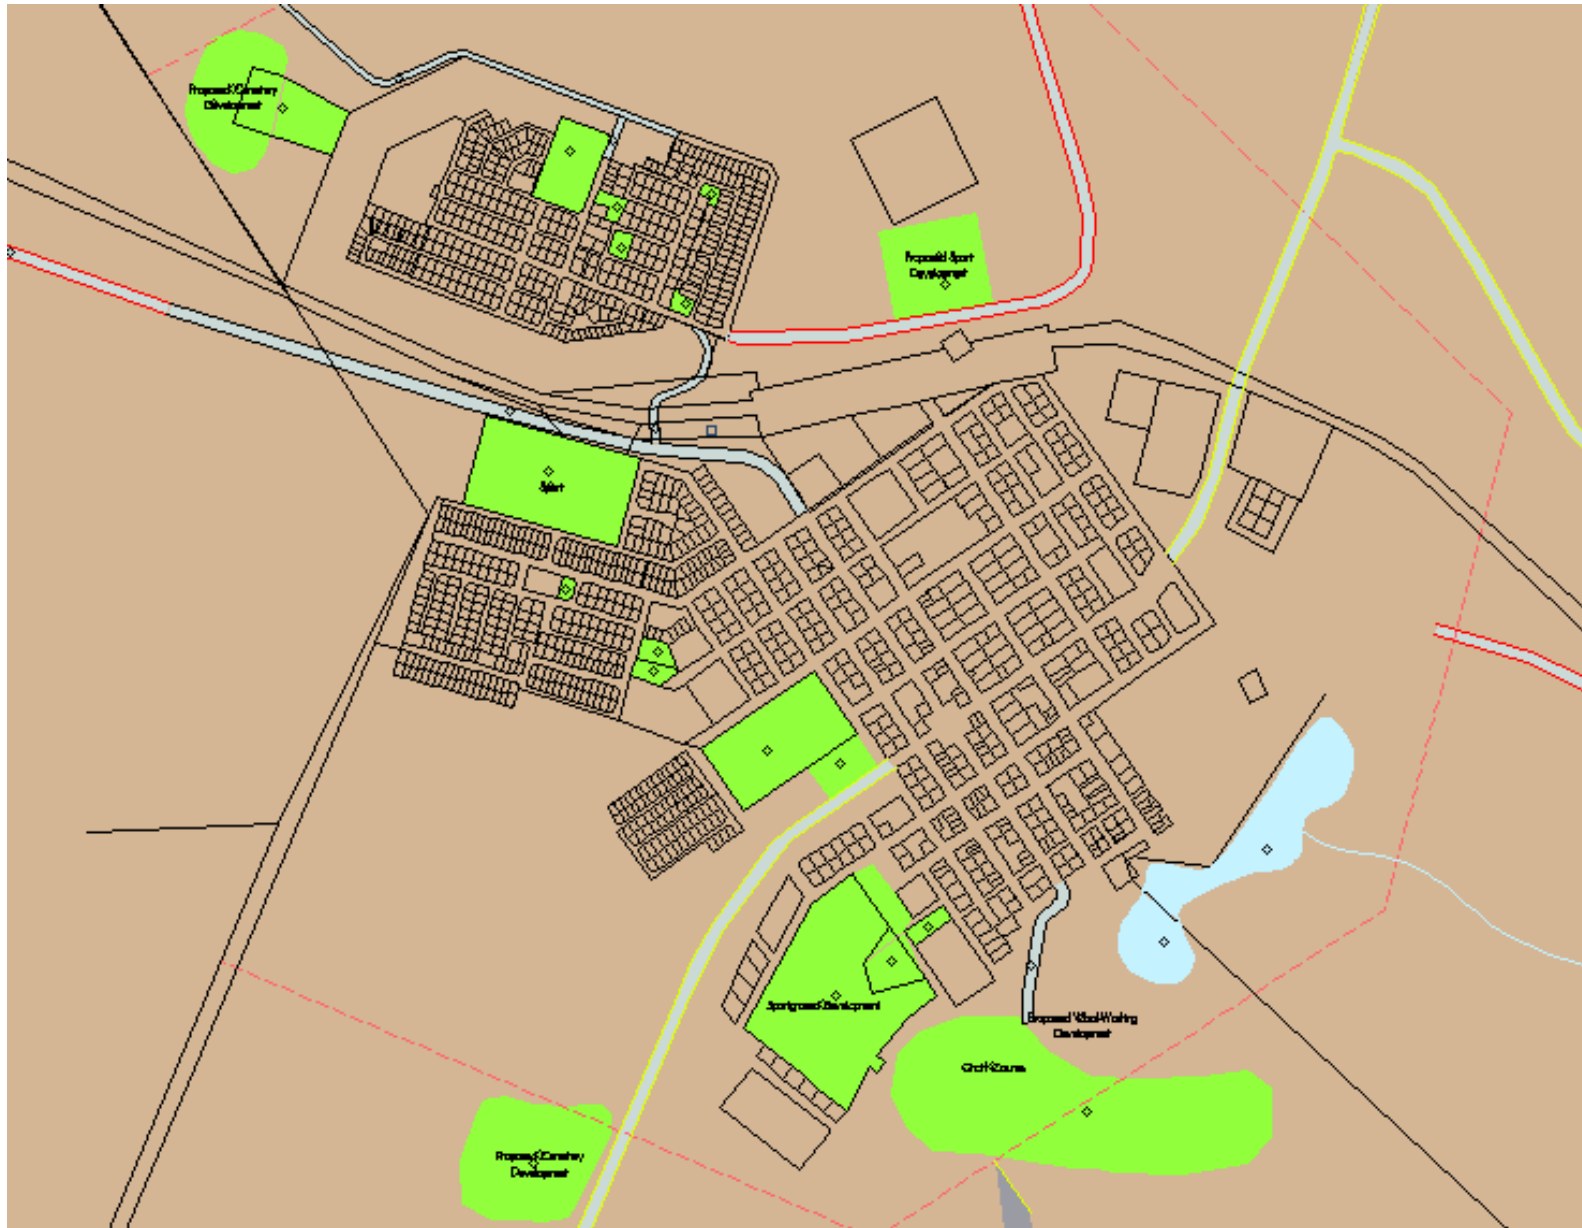 Proposed Cemetery
Development
Proposed Sport
Development
Sport
Sportground Development
Proposed Wool-Washing
Development
Golf Course
Proposed Cemetery
Development